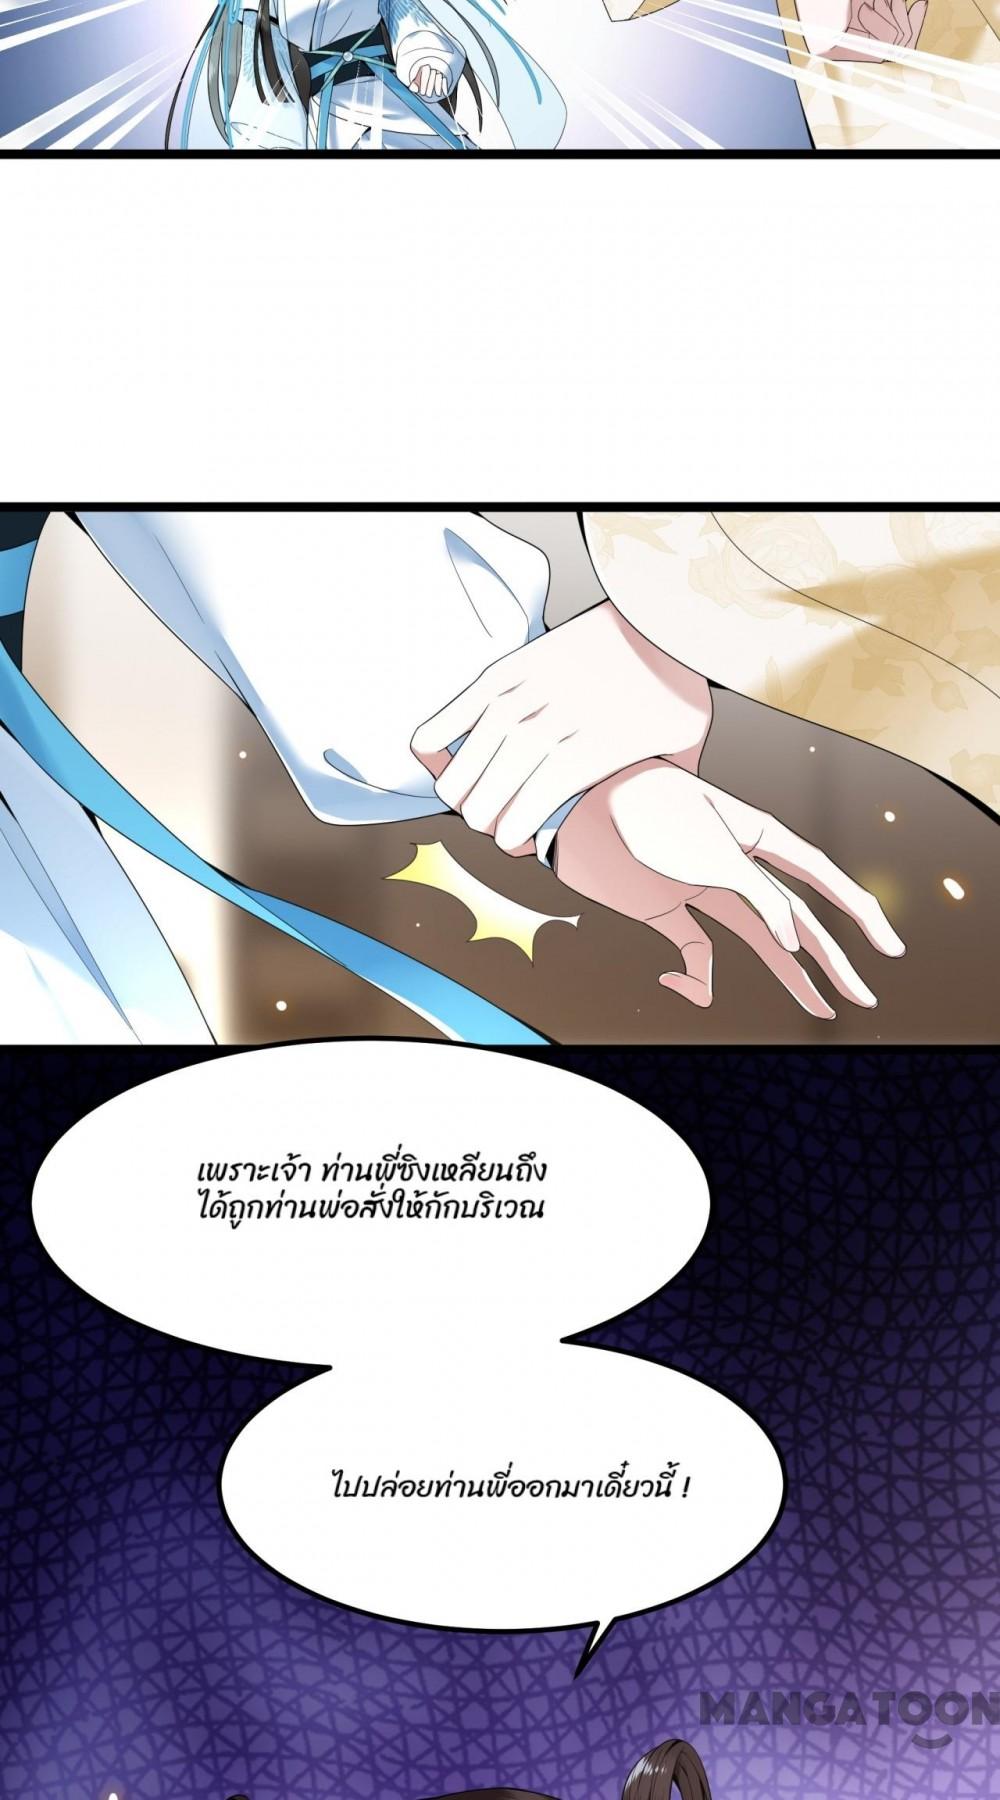 เพราะเจ้า ท่านพี่ซิงเหลียนถึง
ได้ถูกท่านพ่อสั่งให้กักบริเวณ
ไปปล่อยท่านพี่ออกมาเดี๋ยวนี้ !
MANGATOON